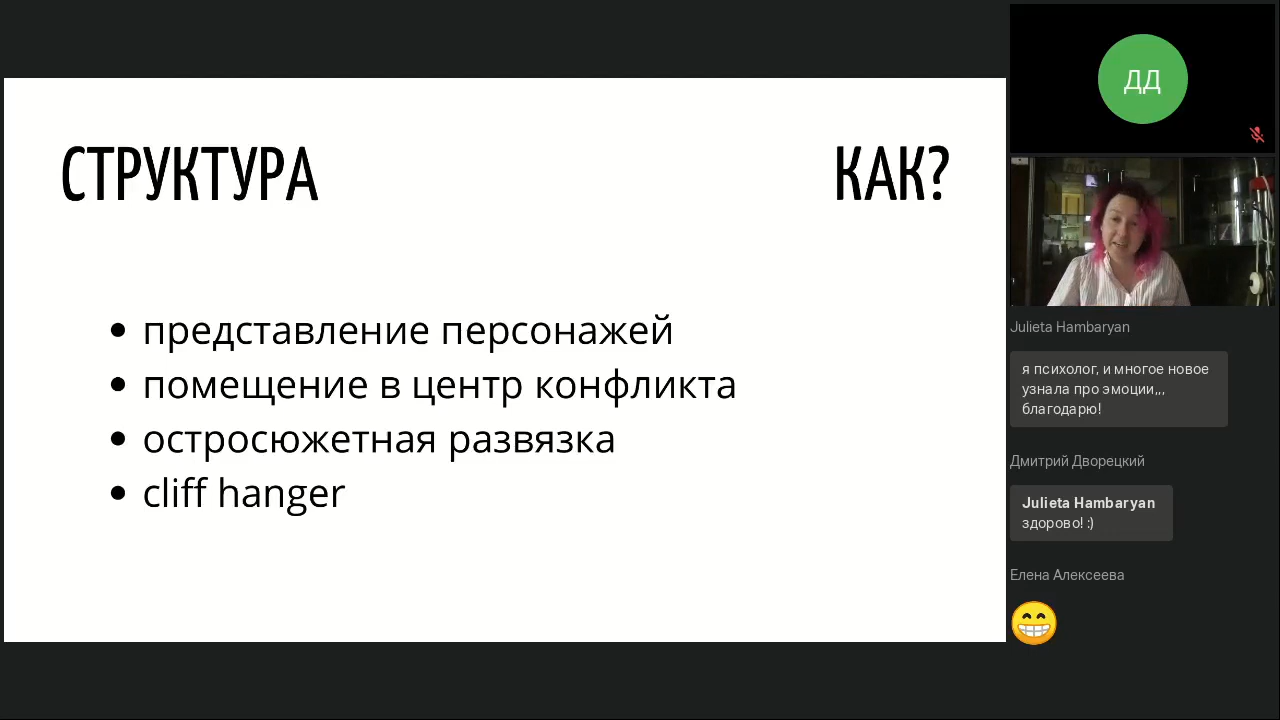 СТРУКТУРА
КАК?
представление персонажей
помещение в центр конфликта
остросюжетная развязка
cliff hanger
ДД
Julieta Hambaryan
я психолог, и многое новое
узнала про эмоции,,,
благодарю!
Дмитрий Дворецкий
Julieta Hambaryan
здорово! :)
Елена Алексеева